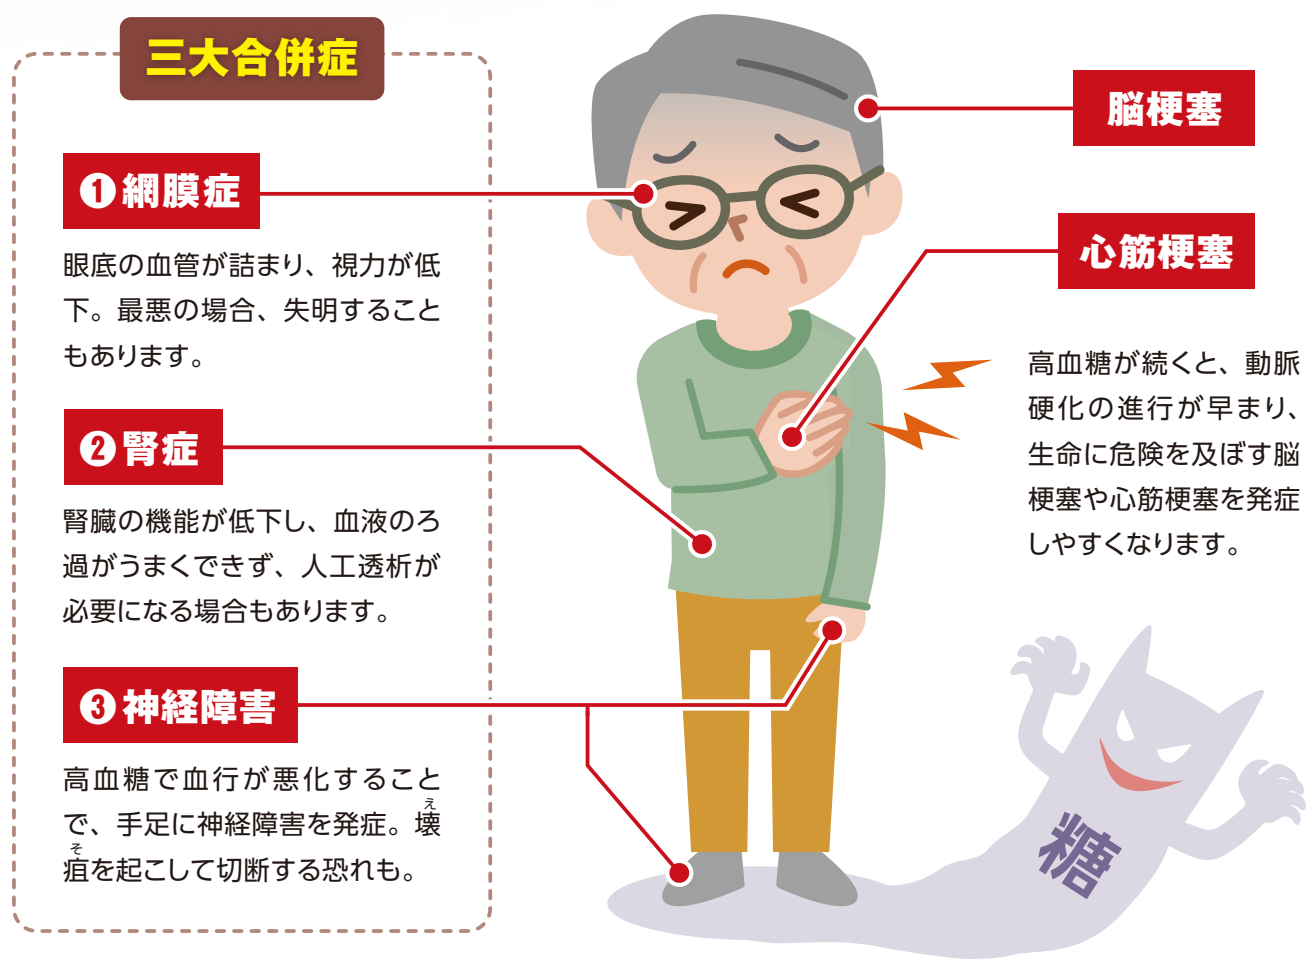 三大合併症
❶網膜症
眼底の血管が詰まり、視力が低
下。最悪の場合、失明すること
もあります。
❷腎症
腎臓の機能が低下し、血液のろ
過がうまくできず、人工透析が
必要になる場合もあります。
❸神経障害
高血糖で血行が悪化すること
で、手足に神経障害を発症。壊
え
疽を起こして切断する恐れも。
そ
脳梗塞
心筋梗塞
高血糖が続くと、動脈
硬化の進行が早まり、
生命に危険を及ぼす脳
梗塞や心筋梗塞を発症
しやすくなります。
糖